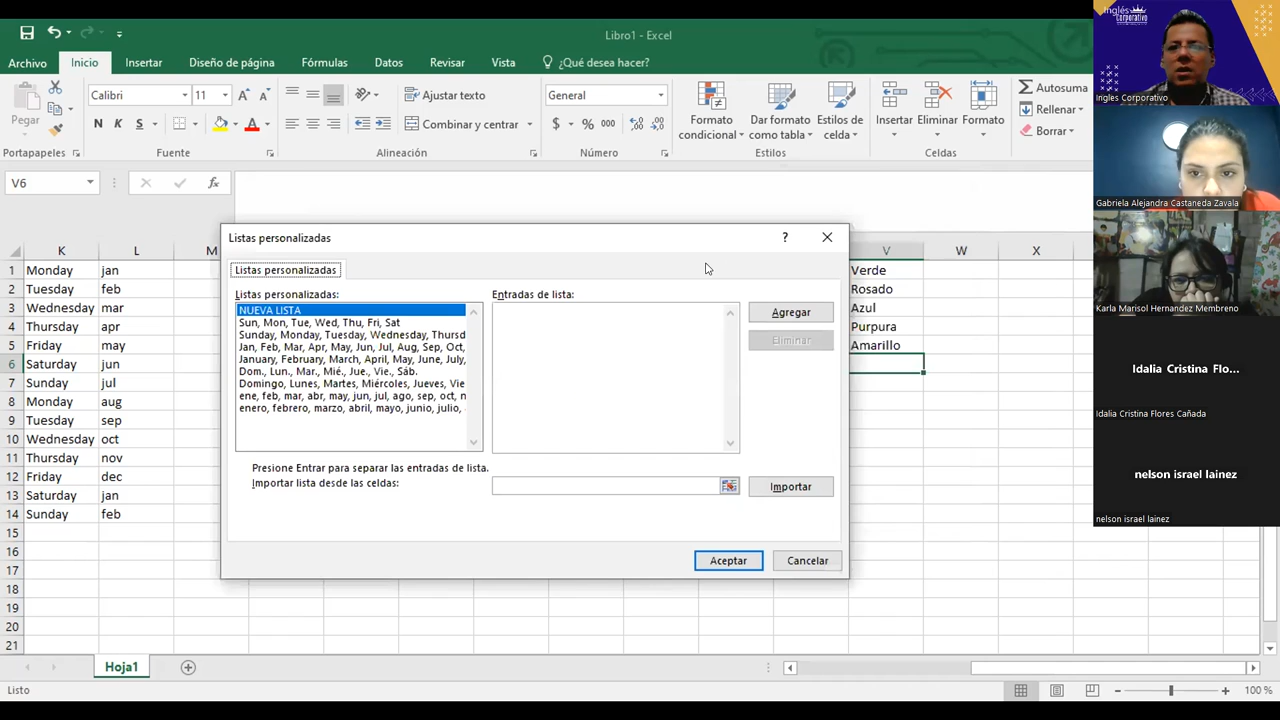 Libro1 - Excel
Archivo Inicio Insertar Diseño de página Fórmulas Datos Revisar Vista ¿Qué desea hacer?
Pegar
Calibri 11
N K S
Ajustar texto
Combinar y centrar
General
$ % 000
Formato condicional
Dar formato como tabla
Estilos de celda
Insertar
Eliminar
Formato
Autosuma
Rellenar
Borrar
Portapapeles Fuente Alineación Número Estilos Celdas
V6
fx
K L M V W X
1 Monday jan Verde
2 Tuesday feb Rosado
3 Wednesday mar Azul
4 Thursday apr Purpura
5 Friday may Amarillo
6 Saturday jun
7 Sunday jul
8 Monday aug
9 Tuesday sep
10 Wednesday oct
11 Thursday nov
12 Friday dec
13 Saturday jan
14 Sunday feb
15
16
17
18
19
20
21
Listas personalizadas
?
Listas personalizadas
Listas personalizadas:
NUEVA LISTA
Sun, Mon, Tue, Wed, Thu, Fri, Sat
Sunday, Monday, Tuesday, Wednesday, Thursd
Jan, Feb, Mar, Apr, May, Jun, Jul, Aug, Sep, Oct,
January, February, March, April, May, June, July,
Dom., Lun., Mar., Mié., Jue., Vie., Sáb.
Domingo, Lunes, Martes, Miércoles, Jueves, Vie
ene, feb, mar, abr, may, jun, jul, ago, sep, oct, n
enero, febrero, marzo, abril, mayo, junio, julio,
Entradas de lista:
Agregar
Eliminar
Presione Entrar para separar las entradas de lista.
Importar lista desde las celdas:
Importar
Aceptar
Cancelar
Hoja1
Listo
100 %
Inglés Corporativo
Ingles Corporativo
Gabriela Alejandra Castaneda Zavala
Karla Marisol Hernandez Membreno
Idalia Cristina Flo...
Idalia Cristina Flores Cañada
nelson israel lainez
nelson israel lainez